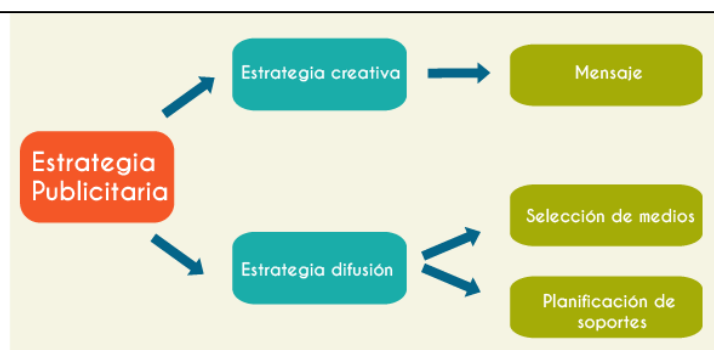 Estrategia creativa
Mensaje
Estrategia
Publicitaria
Selección de medios
Estrategia difusión
Planificación de
soportes